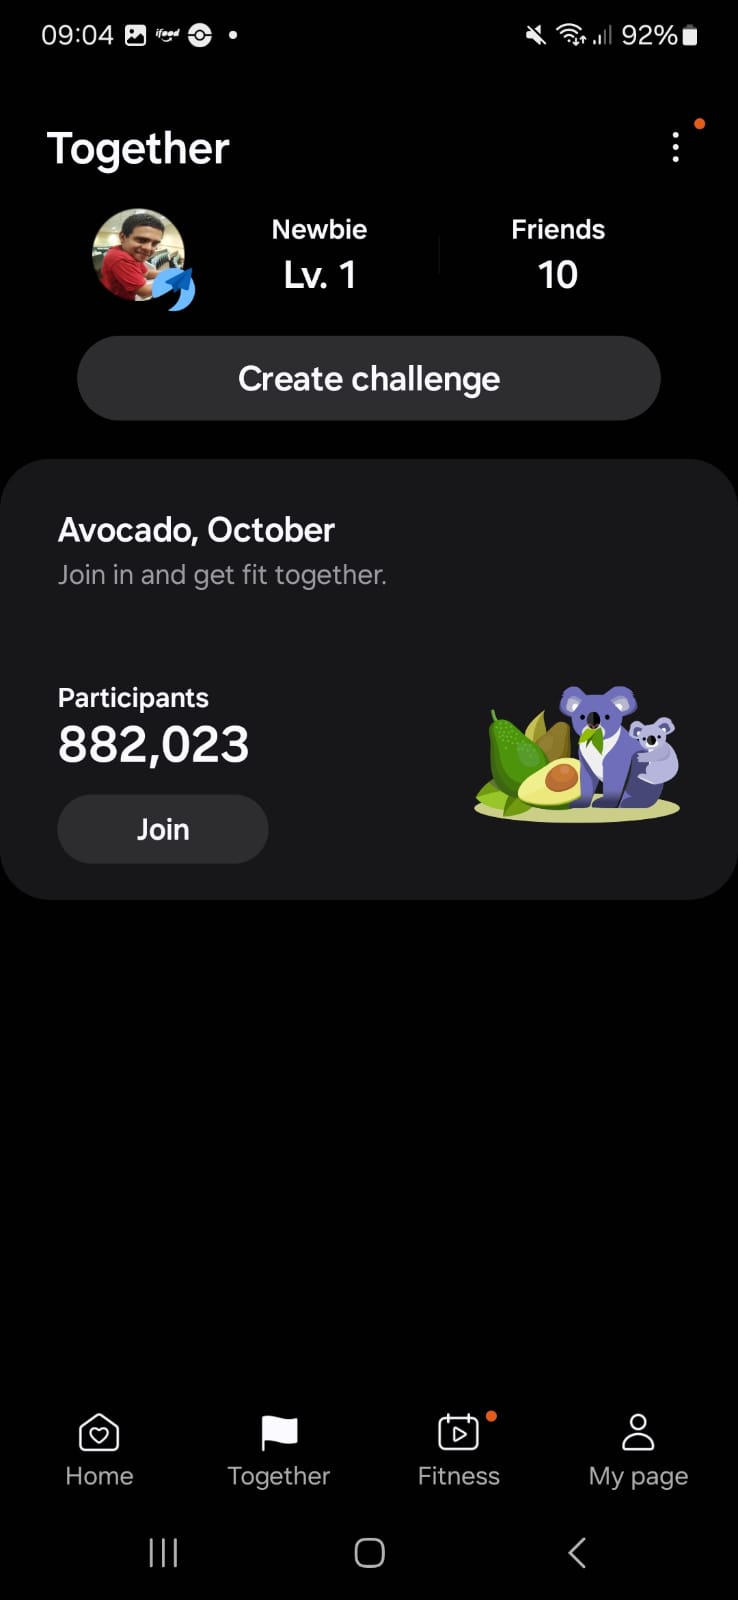 09:04 ifood 92%
Together
Newbie Friends
Lv. 1 10
Create challenge
Avocado, October
Join in and get fit together.
Participants
882,023
Join
Home Together Fitness My page